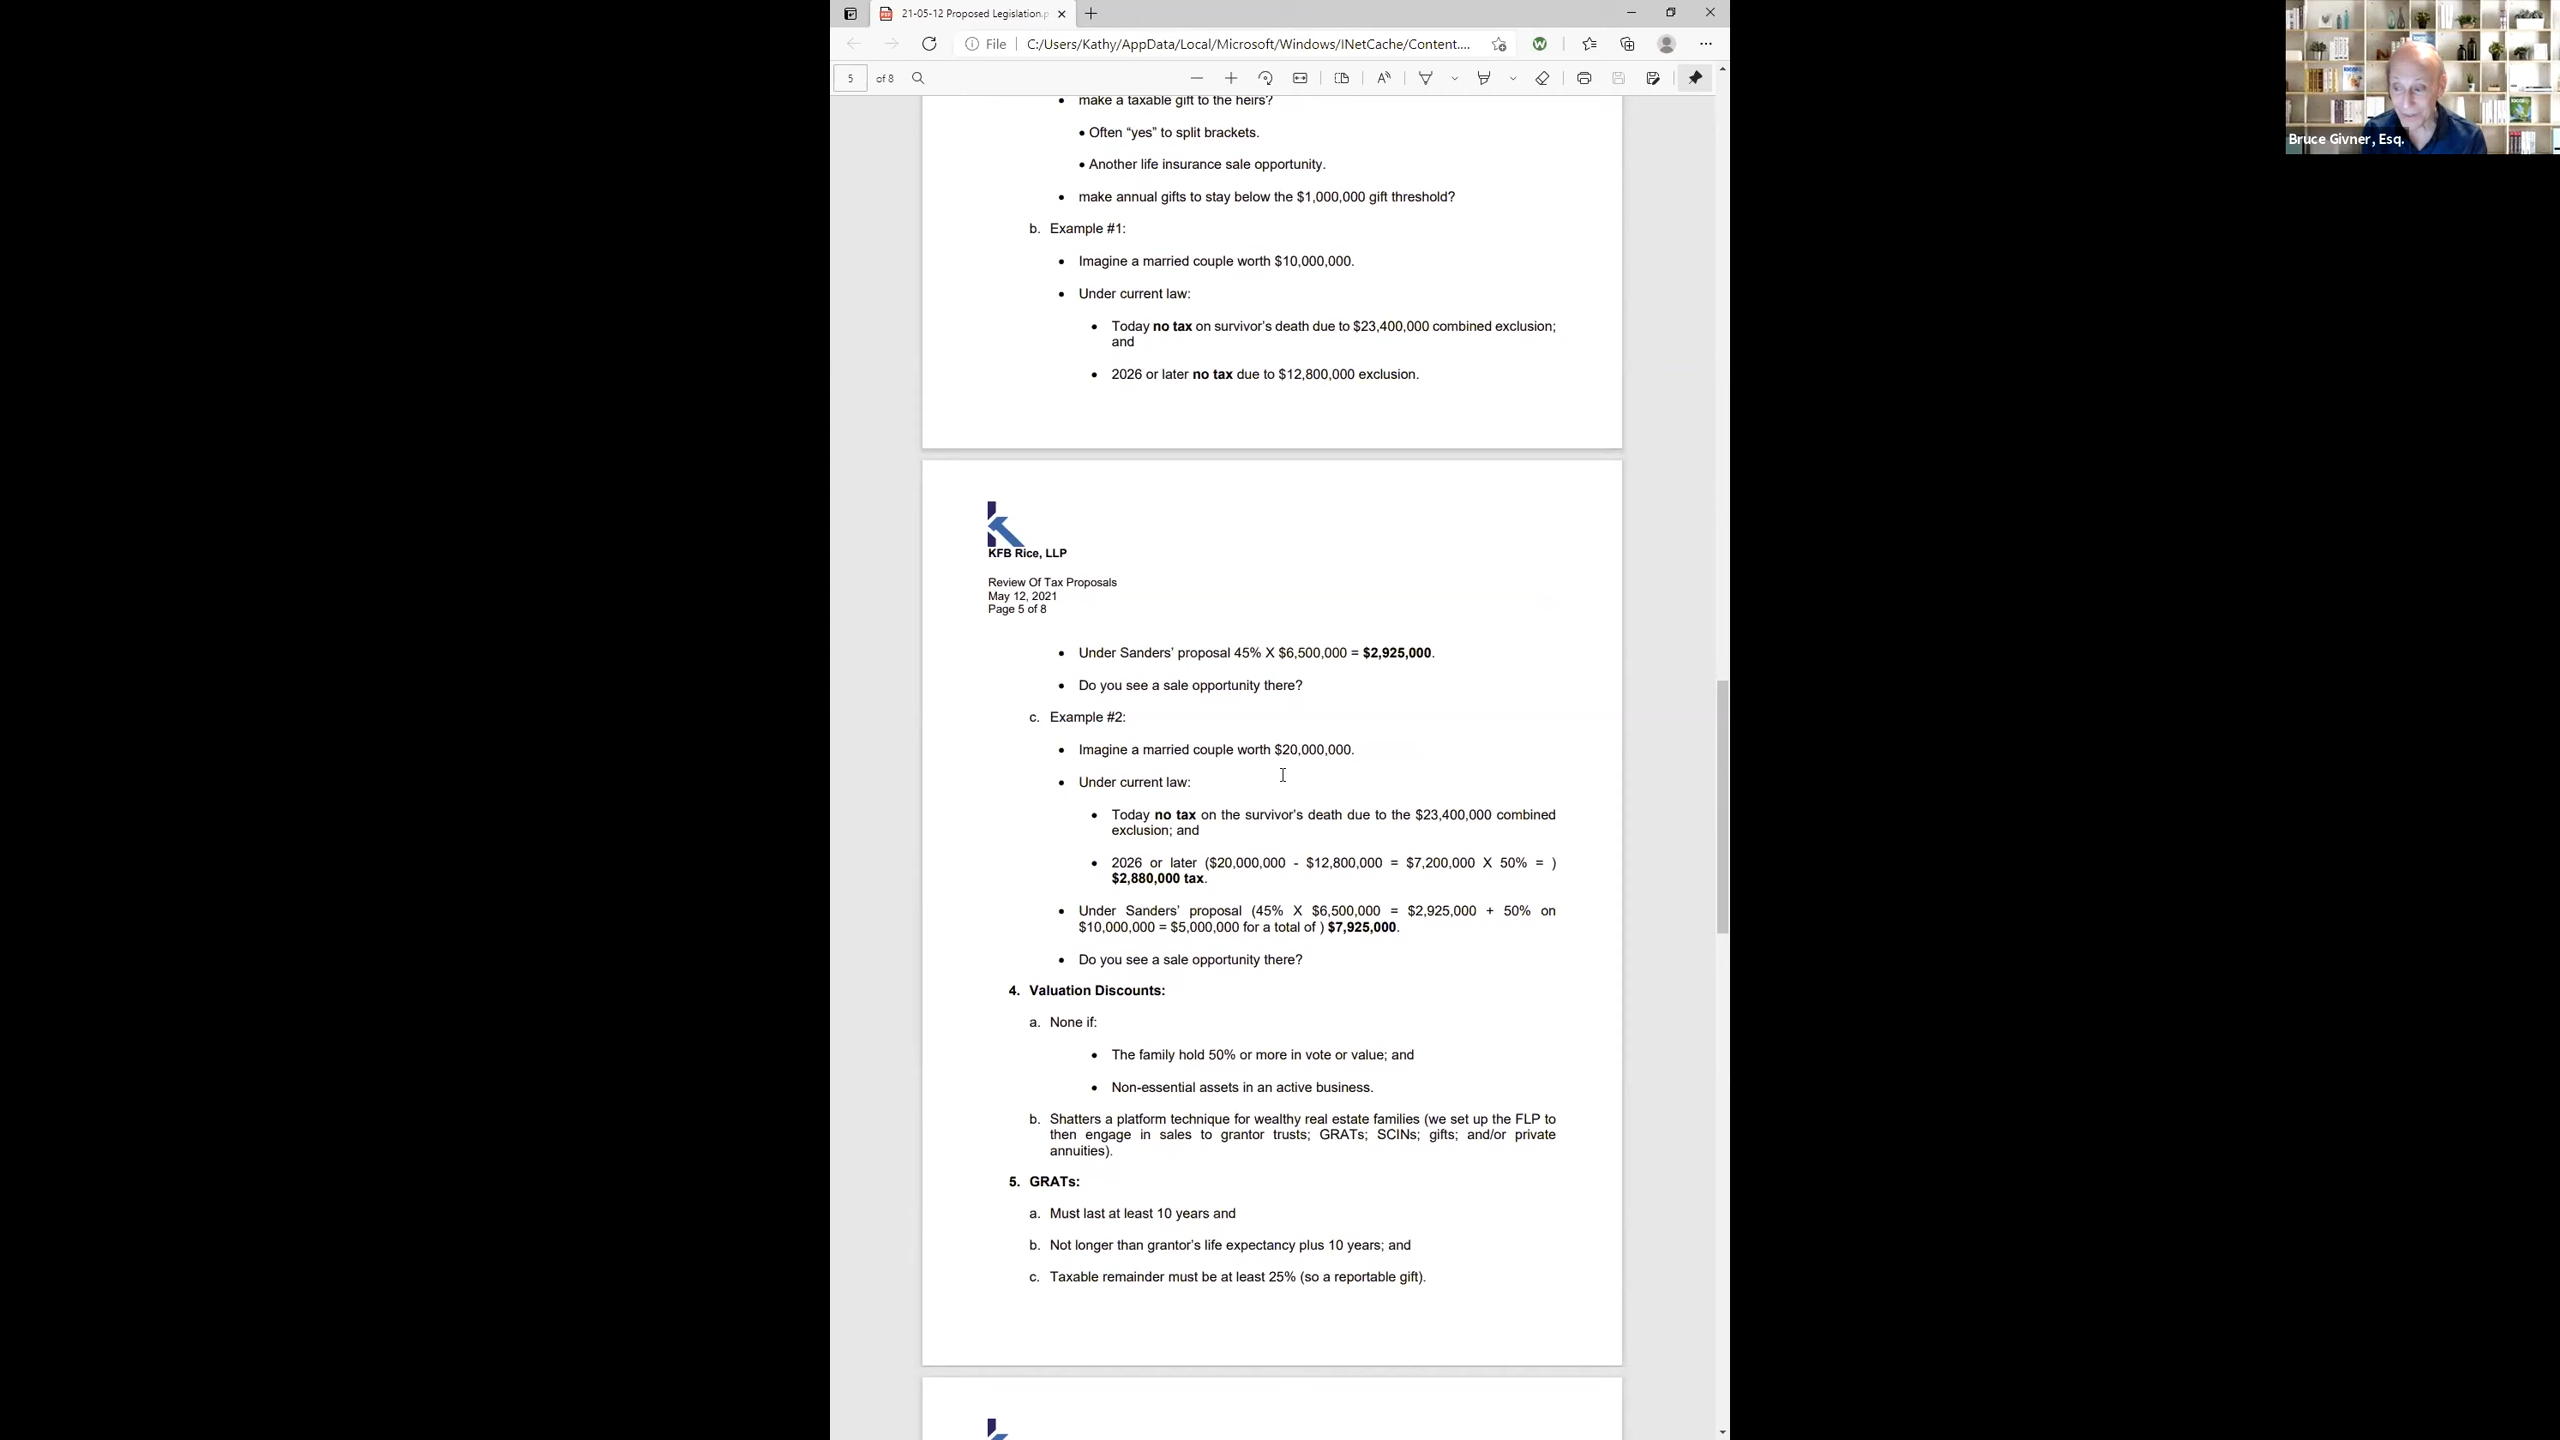 21-05-12 Proposed Legislation.p
File
C:/Users/Kathy/AppData/Local/Microsoft/Windows/INetCache/Content....
5
of 8
• make a taxable gift to the heirs?
• Often “yes” to split brackets.
• Another life insurance sale opportunity.
• make annual gifts to stay below the $1,000,000 gift threshold?
b. Example #1:
• Imagine a married couple worth $10,000,000.
• Under current law:
• Today no tax on survivor’s death due to $23,400,000 combined exclusion;
and
• 2026 or later no tax due to $12,800,000 exclusion.
KFB Rice, LLP
Review Of Tax Proposals
May 12, 2021
Page 5 of 8
• Under Sanders’ proposal 45% X $6,500,000 = $2,925,000.
• Do you see a sale opportunity there?
c. Example #2:
• Imagine a married couple worth $20,000,000.
• Under current law:
• Today no tax on the survivor’s death due to the $23,400,000 combined
exclusion; and
• 2026 or later ($20,000,000 - $12,800,000 = $7,200,000 X 50% = )
$2,880,000 tax.
• Under Sanders’ proposal (45% X $6,500,000 = $2,925,000 + 50% on
$10,000,000 = $5,000,000 for a total of ) $7,925,000.
• Do you see a sale opportunity there?
4. Valuation Discounts:
a. None if:
• The family hold 50% or more in vote or value; and
• Non-essential assets in an active business.
b. Shatters a platform technique for wealthy real estate families (we set up the FLP to
then engage in sales to grantor trusts; GRATs; SCINs; gifts; and/or private
annuities).
5. GRATs:
a. Must last at least 10 years and
b. Not longer than grantor’s life expectancy plus 10 years; and
c. Taxable remainder must be at least 25% (so a reportable gift).
Bruce Givner, Esq.